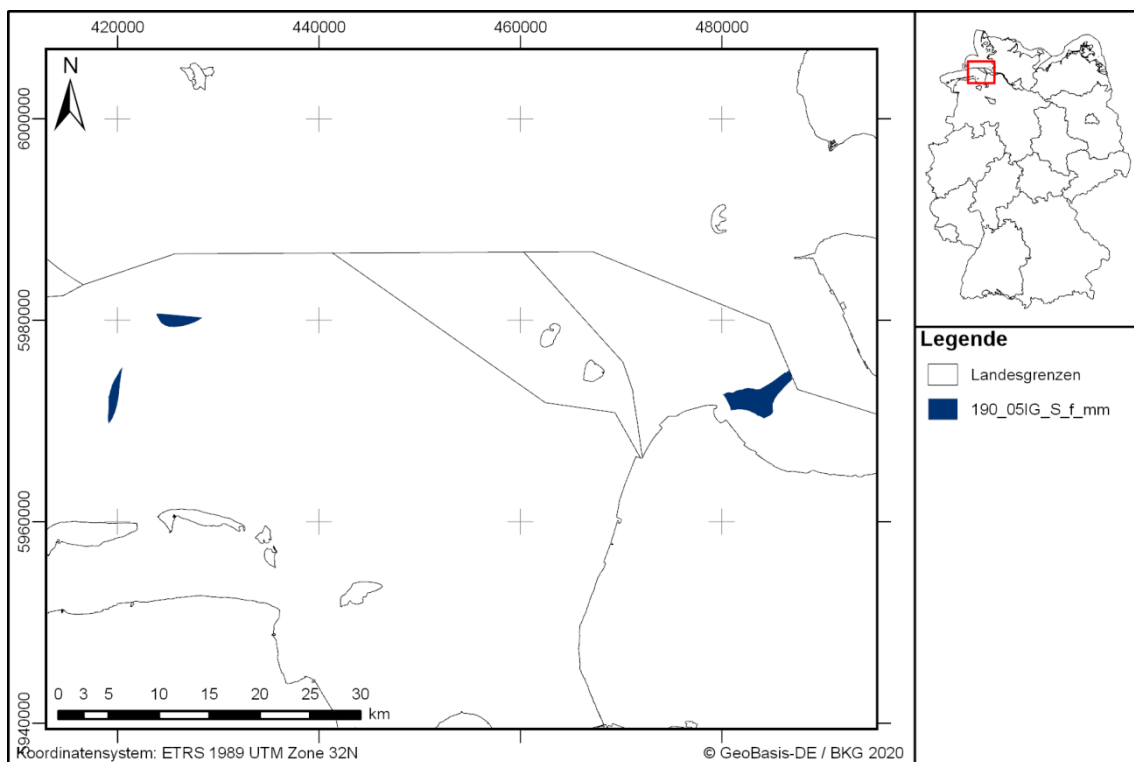 420000 440000 460000 480000
N
6000000
5980000
5960000
5940000
0 3 5 10 15 20 25 30
km
Koordinatensystem: ETRS 1989 UTM Zone 32N
© GeoBasis-DE / BKG 2020
Legende
Landesgrenzen
190_05IG_S_f_mm